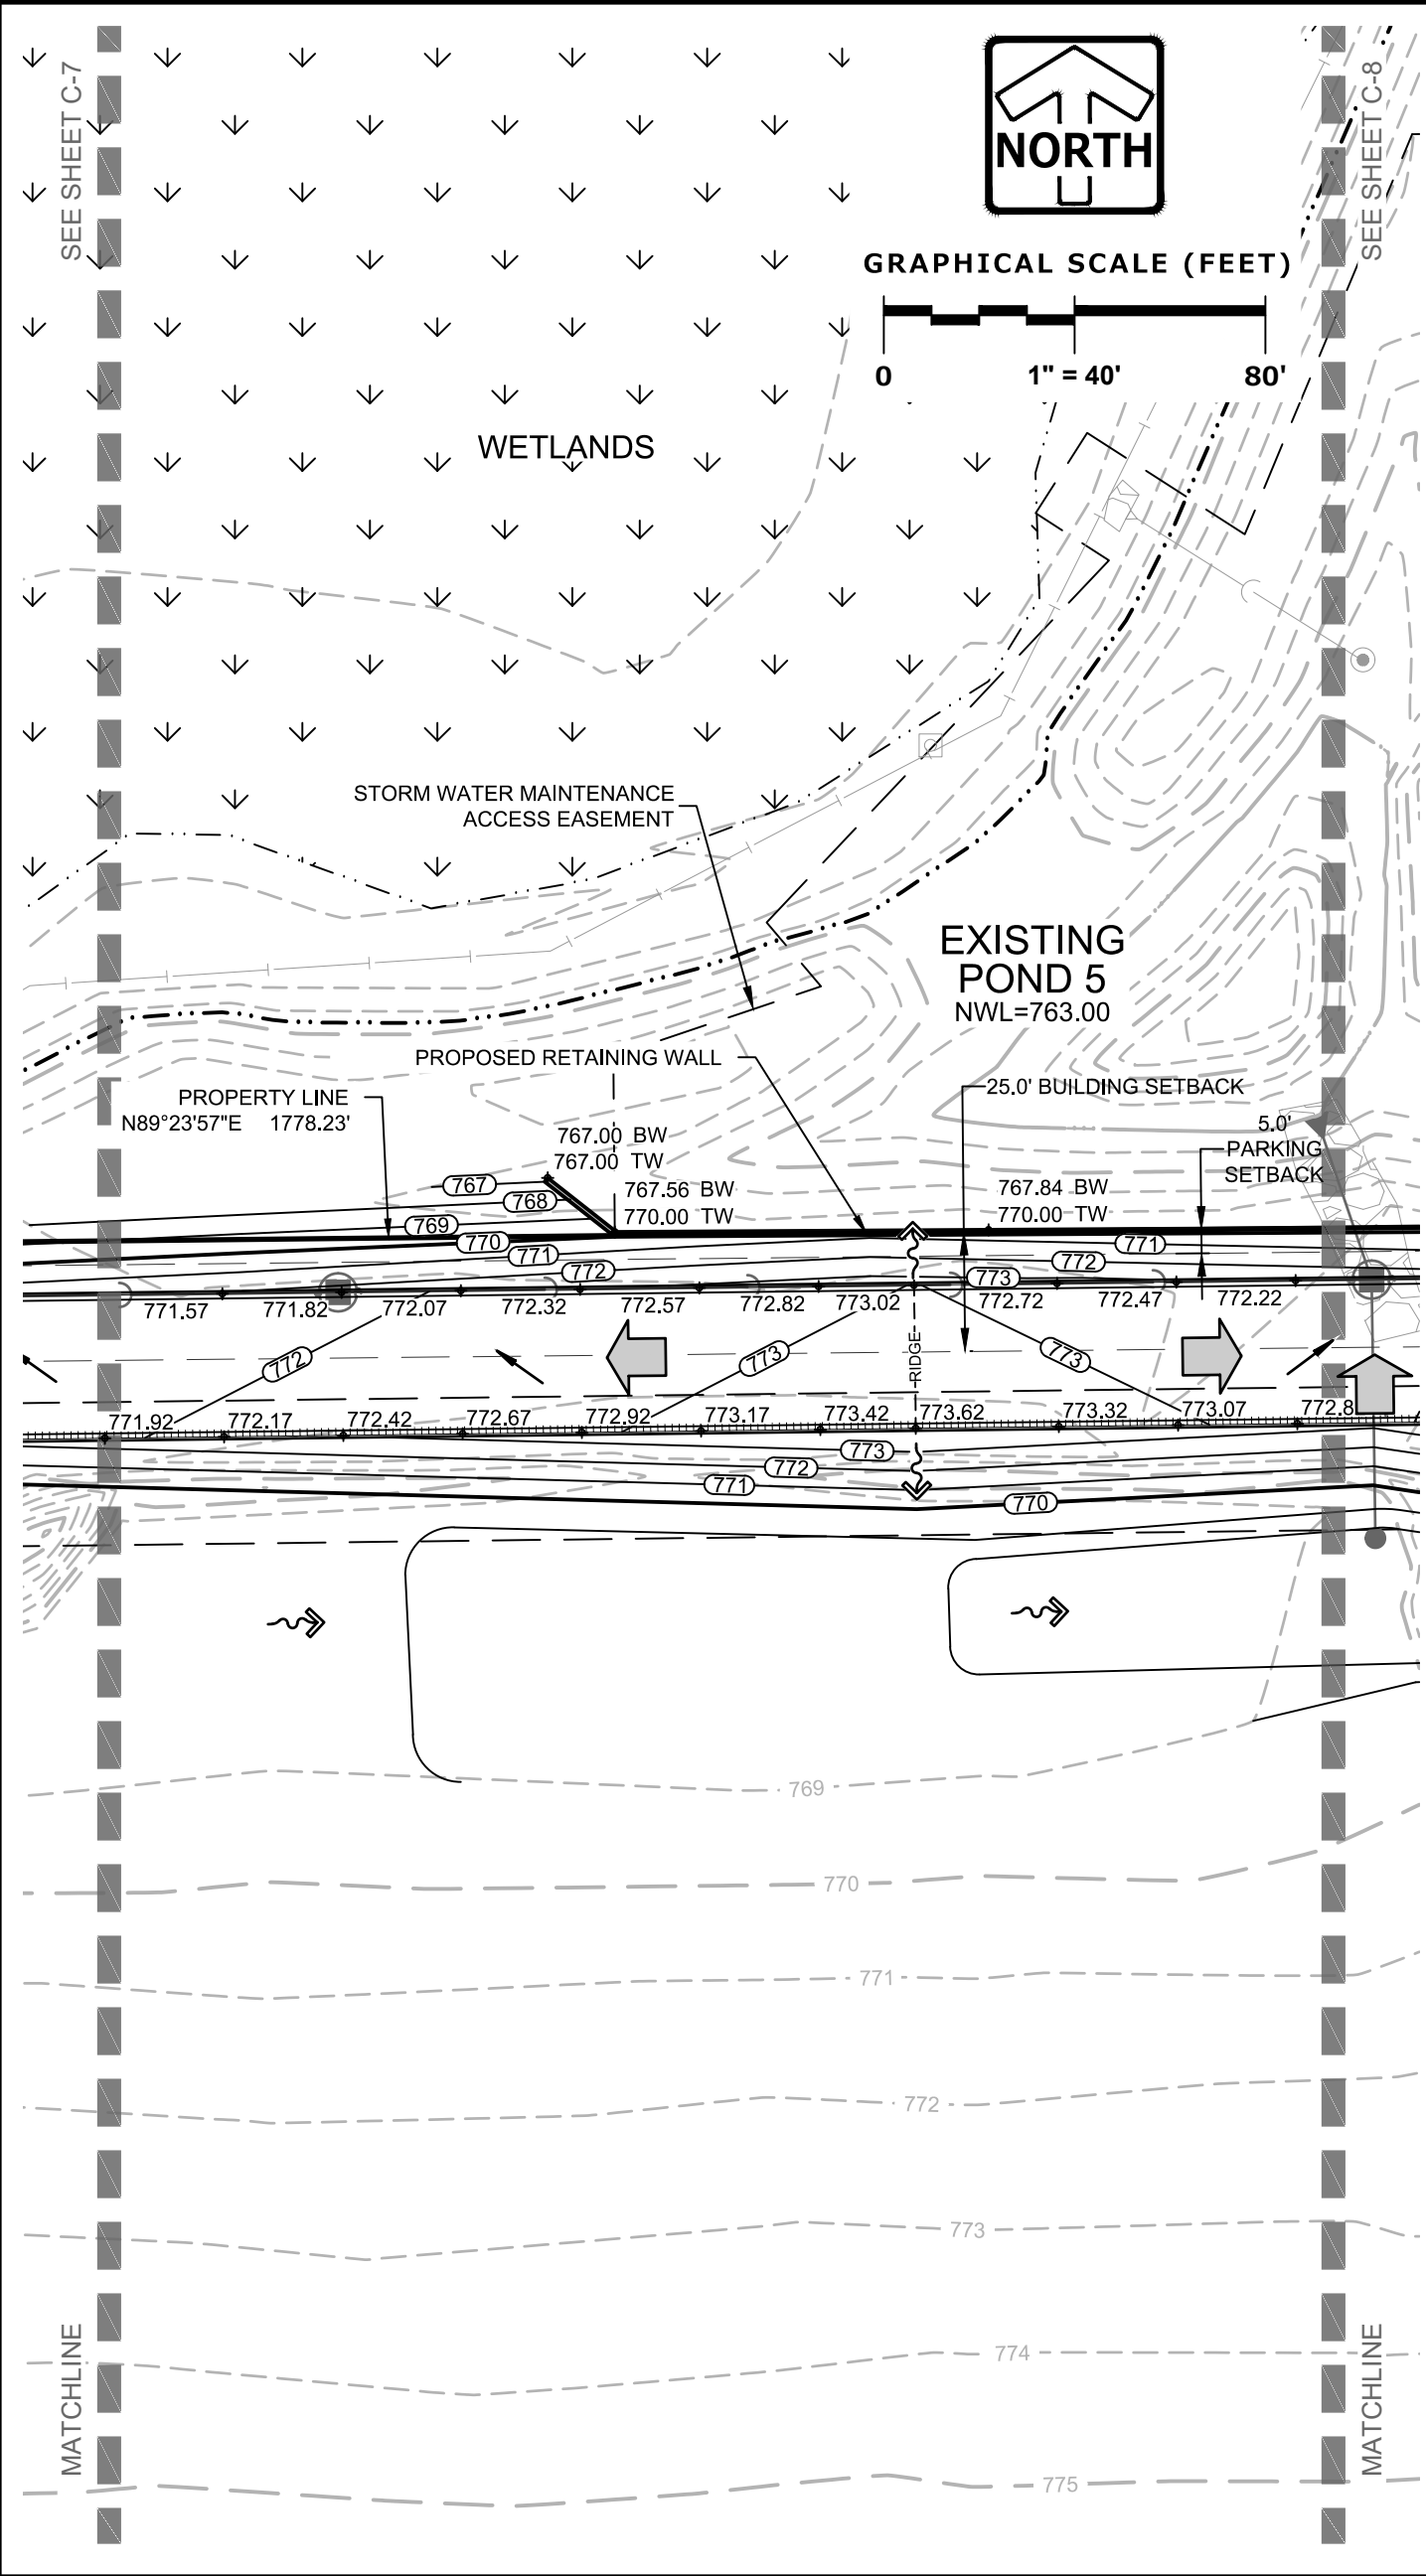 SEE SHEET C-7
SEE SHEET C-8
NORTH
GRAPHICAL SCALE (FEET)
0
1" = 40'
80'
WETLANDS
STORM WATER MAINTENANCE
ACCESS EASEMENT
EXISTING
POND 5
NWL=763.00
PROPOSED RETAINING WALL
PROPERTY LINE
N89°23'57"E 1778.23'
25.0' BUILDING SETBACK
5.0'
PARKING
SETBACK
767.00 BW
767.00 TW
767.56 BW
770.00 TW
767.84 BW
770.00 TW
767
768
769
770
771
772
773
772
771
771.57 771.82 772.07 772.32 772.57 772.82 773.02 772.72 772.47 772.22
772
773
RIDGE
773
771.92 772.17 772.42 772.67 772.92 773.17 773.42 773.62 773.32 773.07 772.8
773
772
771
770
769
770
771
772
773
774
775
MATCHLINE
MATCHLINE